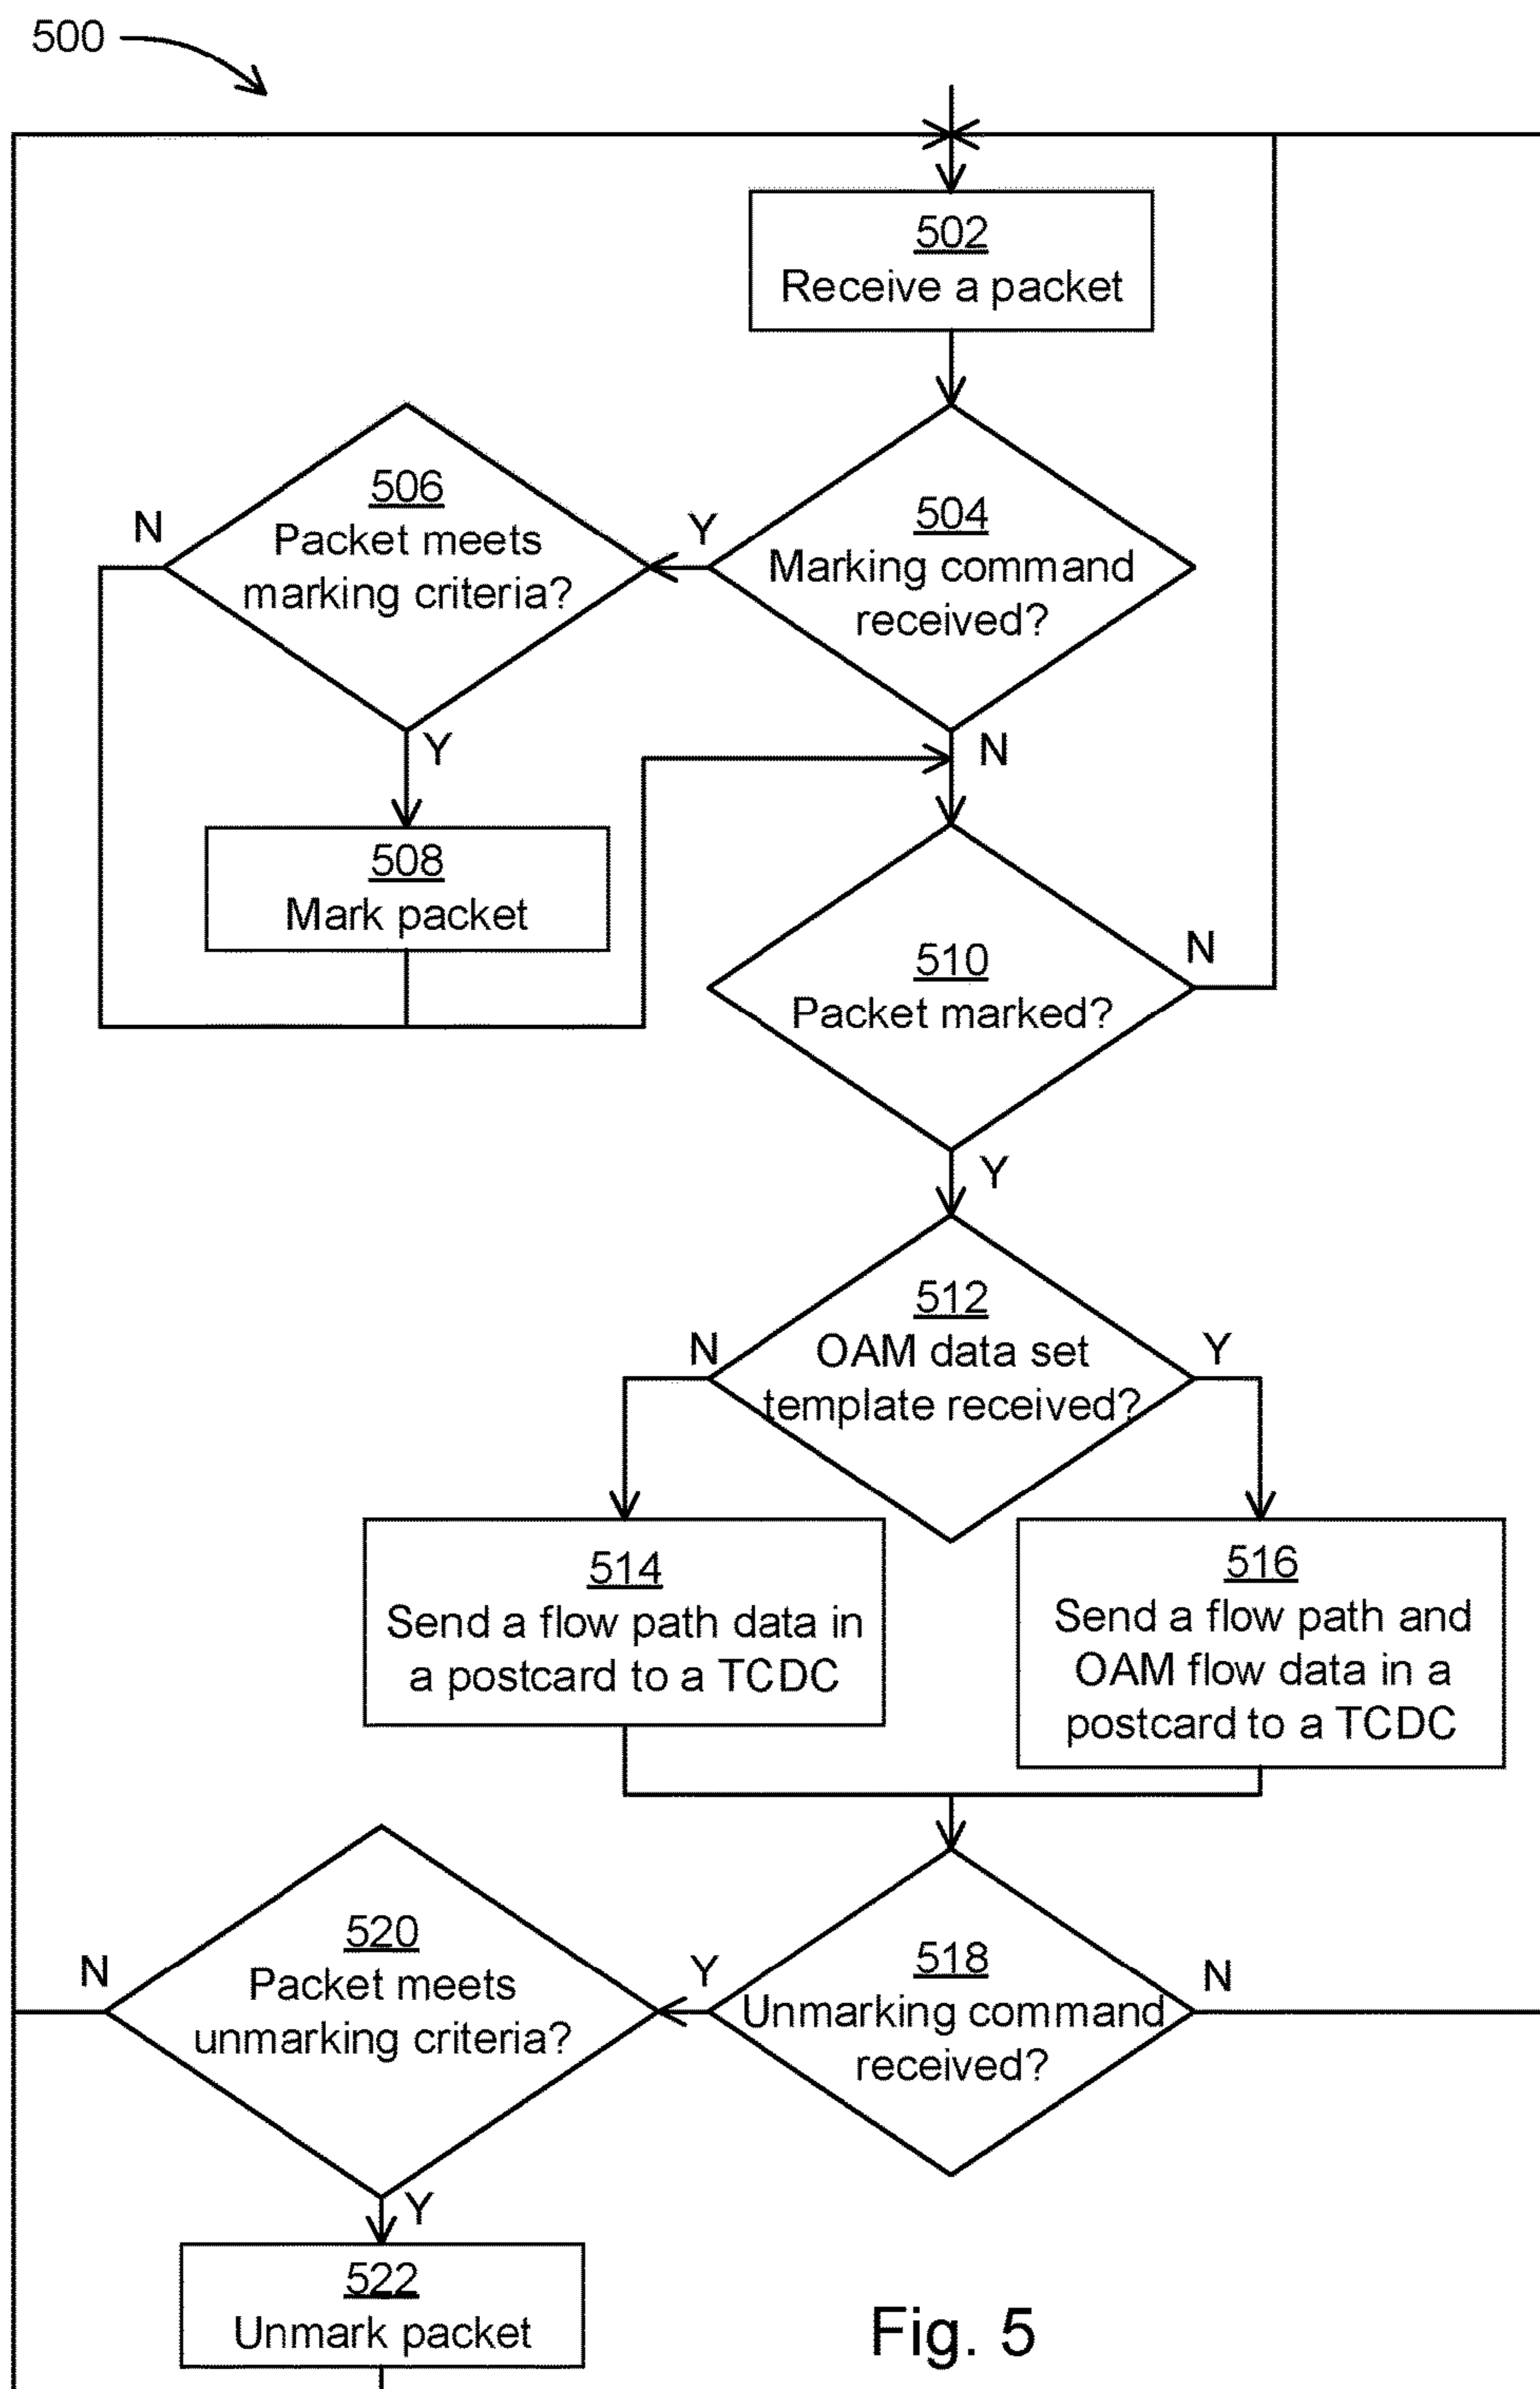 500
502
Receive a packet
506
Packet meets
marking criteria?
N
Y
504
Marking command
received?
Y
N
508
Mark packet
510
Packet marked?
N
Y
512
OAM data set
template received?
N
Y
514
Send a flow path data in
a postcard to a TCDC
516
Send a flow path and
OAM flow data in a
postcard to a TCDC
520
Packet meets
unmarking criteria?
N
Y
518
Unmarking command
received?
N
Y
522
Unmark packet
Fig. 5